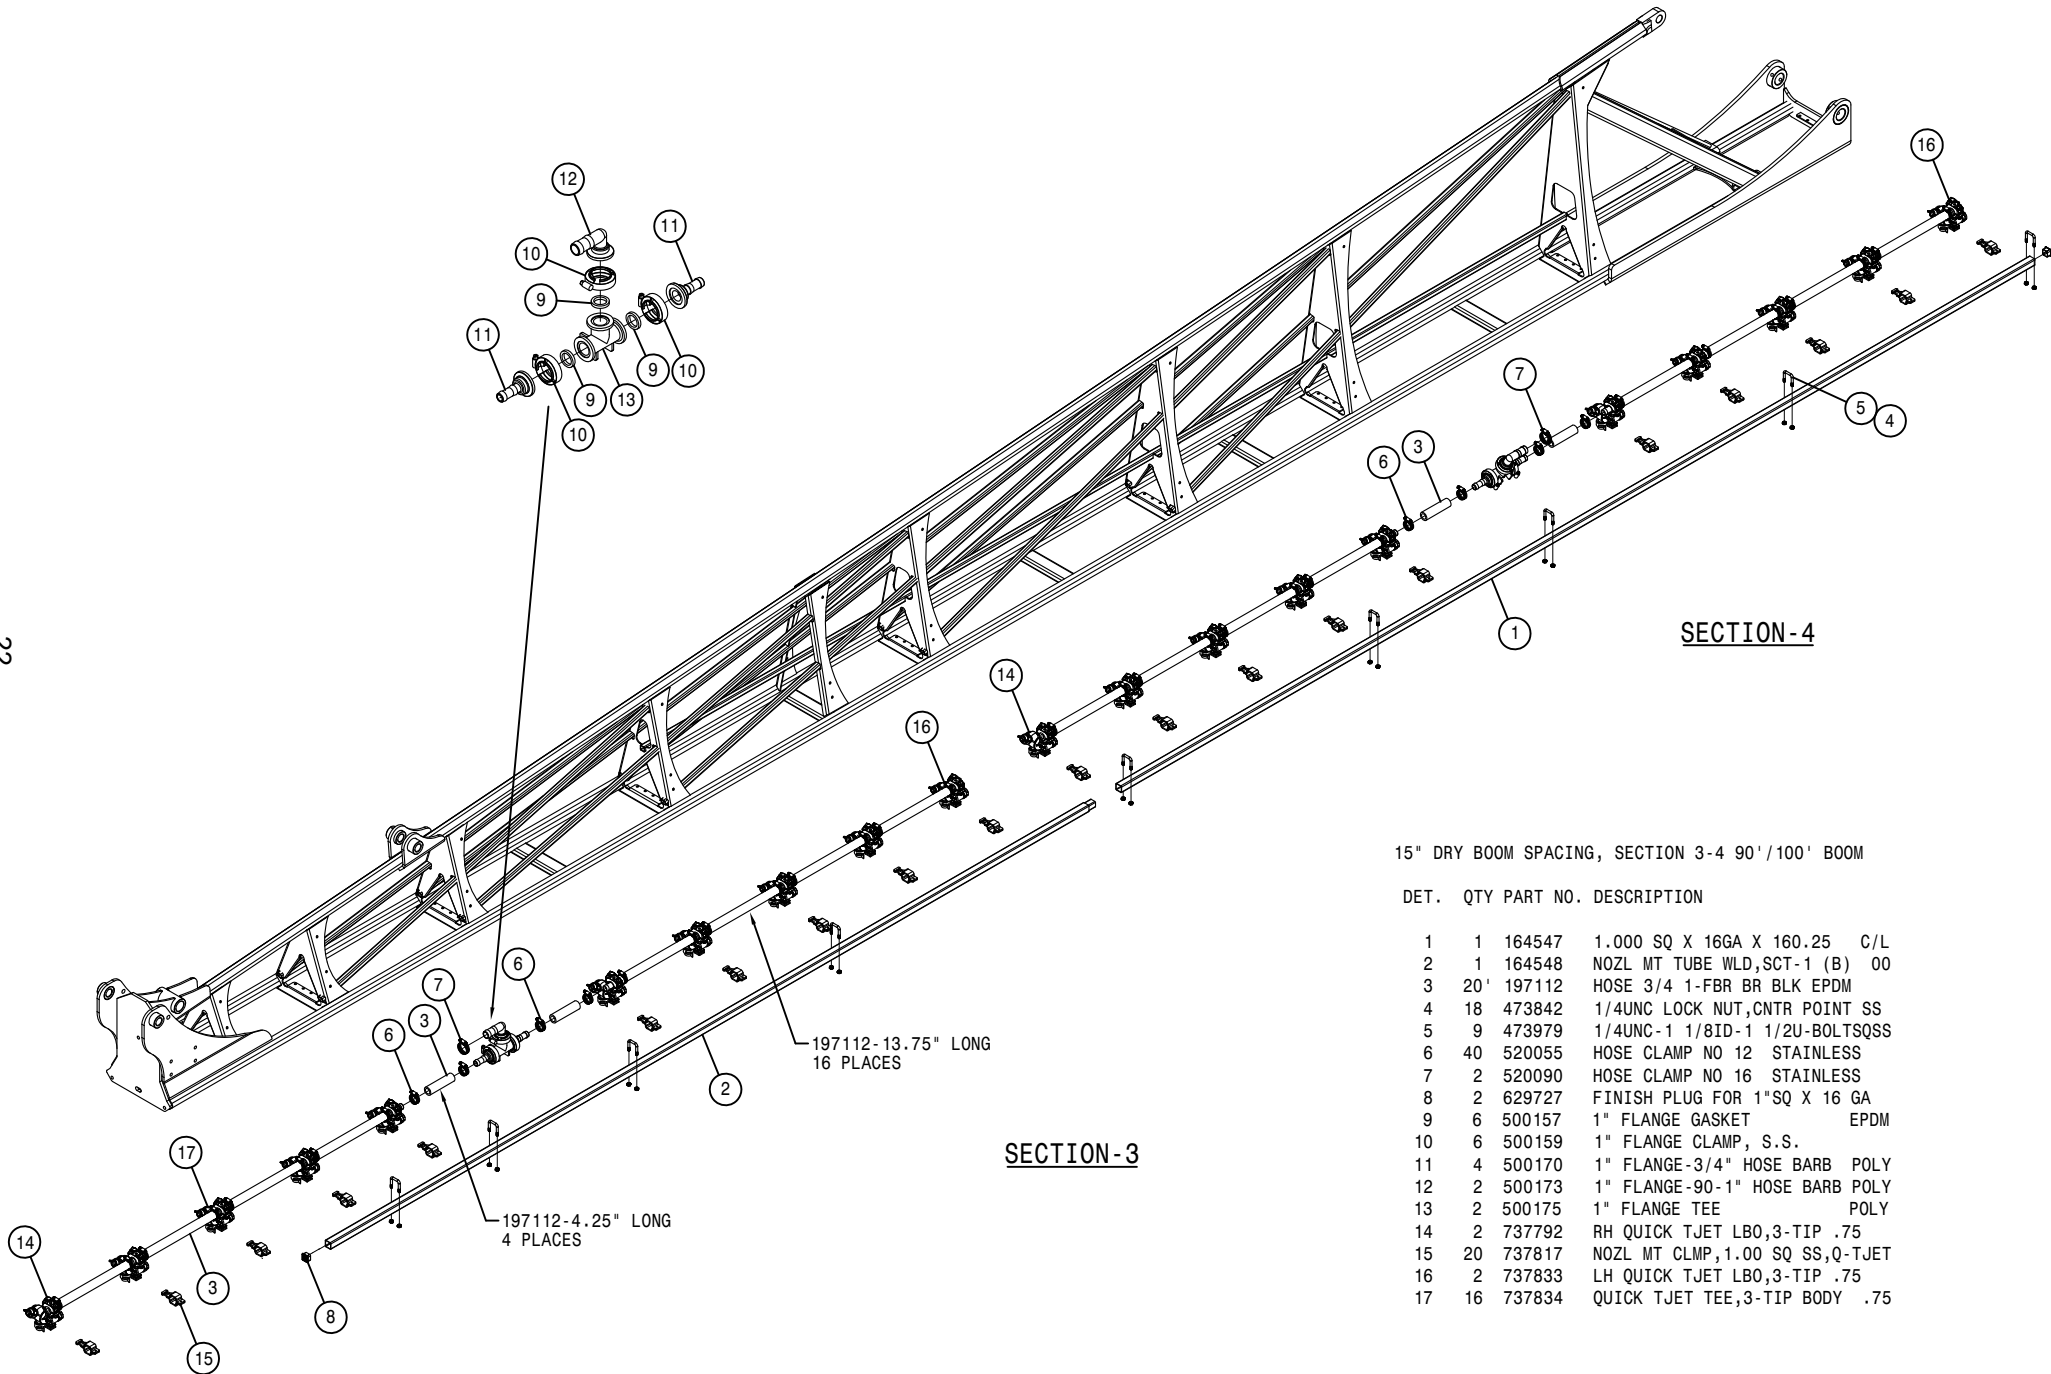 12
11
10
9
11
9
10
9
13
10
16
7
5
4
3
6
1
SECTION-4
14
16
6
7
3
6
197112-13.75" LONG
16 PLACES
2
SECTION-3
17
197112-4.25" LONG
4 PLACES
14
3
8
15
22
15" DRY BOOM SPACING, SECTION 3-4 90'/100' BOOM
DET. QTY PART NO. DESCRIPTION
1 1 164547 1.000 SQ X 16GA X 160.25 C/L
2 1 164548 NOZL MT TUBE WLD,SCT-1 (B) 00
3 20' 197112 HOSE 3/4 1-FBR BR BLK EPDM
4 18 473842 1/4UNC LOCK NUT,CNTR POINT SS
5 9 473979 1/4UNC-1 1/8ID-1 1/2U-BOLTSQSS
6 40 520055 HOSE CLAMP NO 12 STAINLESS
7 2 520090 HOSE CLAMP NO 16 STAINLESS
8 2 629727 FINISH PLUG FOR 1"SQ X 16 GA
9 6 500157 1" FLANGE GASKET EPDM
10 6 500159 1" FLANGE CLAMP, S.S.
11 4 500170 1" FLANGE-3/4" HOSE BARB POLY
12 2 500173 1" FLANGE-90-1" HOSE BARB POLY
13 2 500175 1" FLANGE TEE POLY
14 2 737792 RH QUICK TJET LBO,3-TIP .75
15 20 737817 NOZL MT CLMP,1.00 SQ SS,Q-TJET
16 2 737833 LH QUICK TJET LBO,3-TIP .75
17 16 737834 QUICK TJET TEE,3-TIP BODY .75